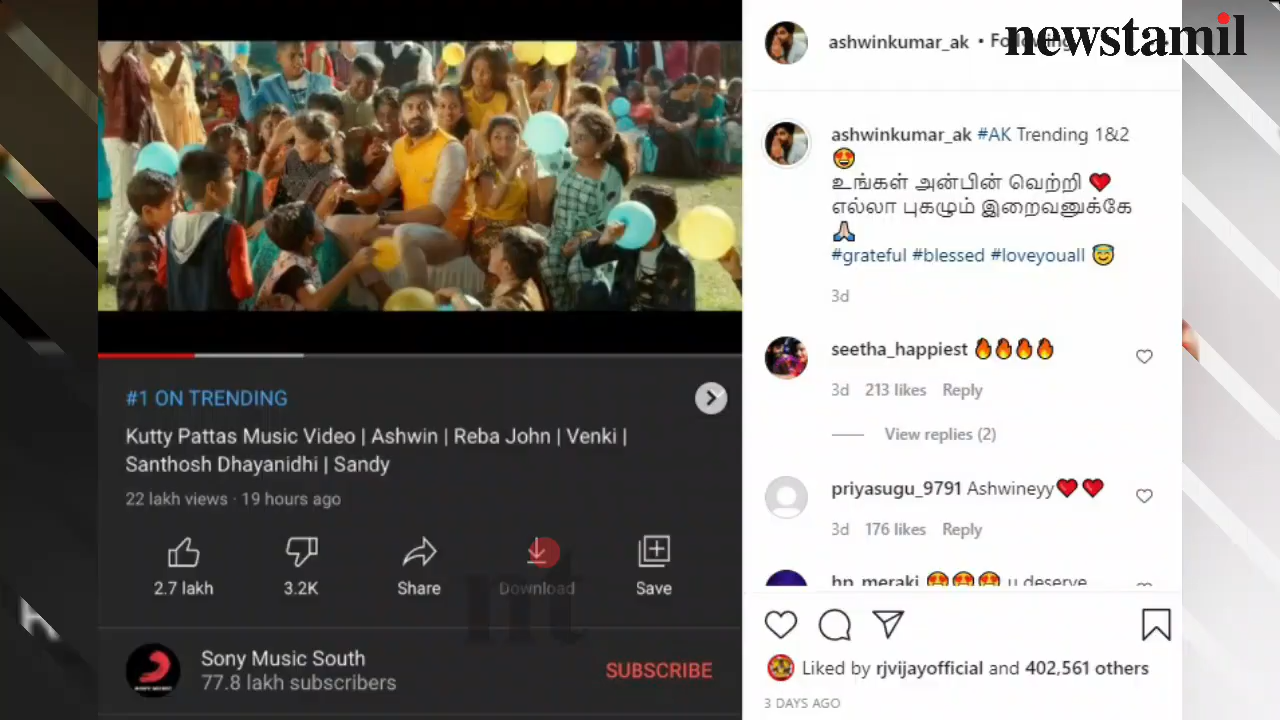 newstamil
#1 ON TRENDING
Kutty Pattas Music Video | Ashwin | Reba John | Venki |
Santhosh Dhayanidhi | Sandy
22 lakh views · 19 hours ago
2.7 lakh
3.2K
Share
Download
Save
Sony Music South
77.8 lakh subscribers
SUBSCRIBE
SONY MUSIC
nt
ashwinkumar_ak •
ashwinkumar_ak #AK Trending 1&2
😍
உங்கள் அன்பின் வெற்றி ❤️
எல்லா புகழும் இறைவனுக்கே
🙏🏻
#grateful #blessed #loveyouall 😇
3d
seetha_happiest 🔥🔥🔥🔥
3d 213 likes Reply
View replies (2)
priyasugu_9791 Ashwineyy❤️❤️
3d 176 likes Reply
hp_meraki 😍😍😍 u deserve
Liked by rjvijayofficial and 402,561 others
3 DAYS AGO